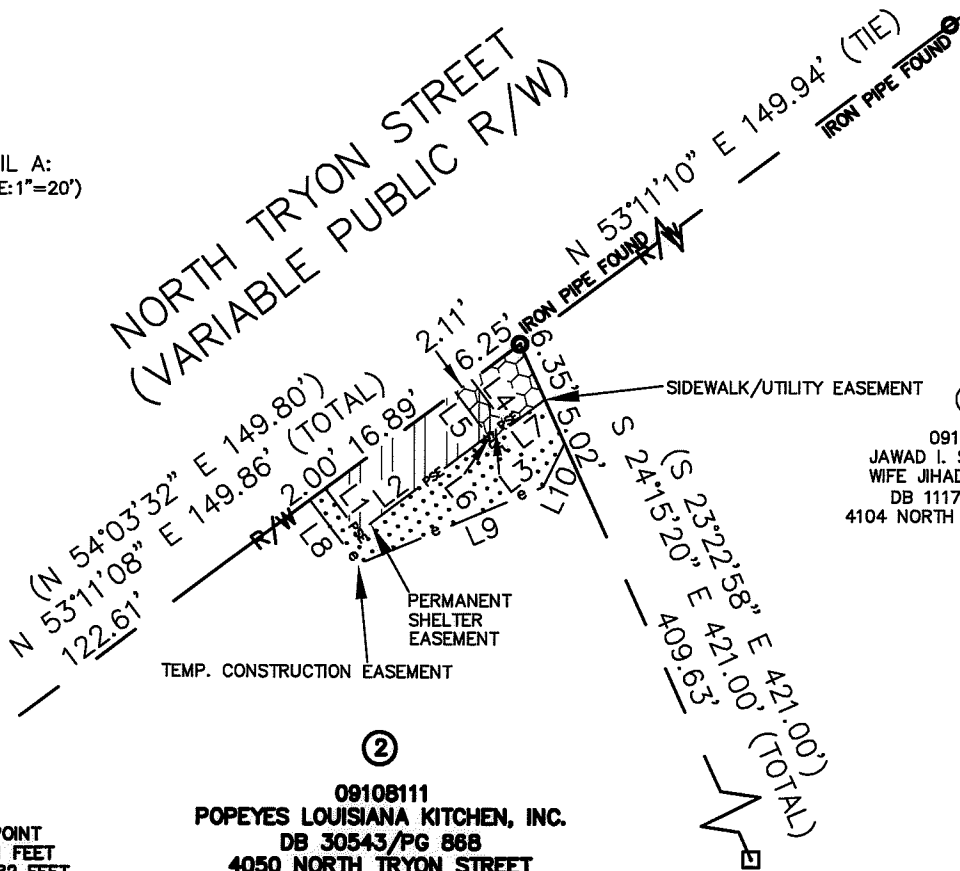 NORTH TRYON STREET
(VARIABLE PUBLIC R/W)
IL A:
E: 1"=20')
N 53°11'10" E 149.94' (TIE)
IRON PIPE FOUND
R/W
IRON PIPE FOUND
2.11'
6.25'
6.35'
SIDEWALK/UTILITY EASEMENT
(N 54°03'32" E 149.80')
N 53°11'08" E 149.86' (TOTAL)
122.61'
2.00'
16.89'
R/W
L1
L2
L3
L4
L5
L6
L7
L8
L9
L10
PSE
e
e
e
5.02'
(S 23°22'58" E 421.00')
S 24°15'20" E 421.00' (TOTAL)
409.63'
PERMANENT
SHELTER
EASEMENT
TEMP. CONSTRUCTION EASEMENT
(
091
JAWAD I. S
WIFE JIHAD
DB 1117
4104 NORTH
2
09108111
POPEYES LOUISIANA KITCHEN, INC.
DB 30543/PG 868
4050 NORTH TRYON STREET
POINT
FEET